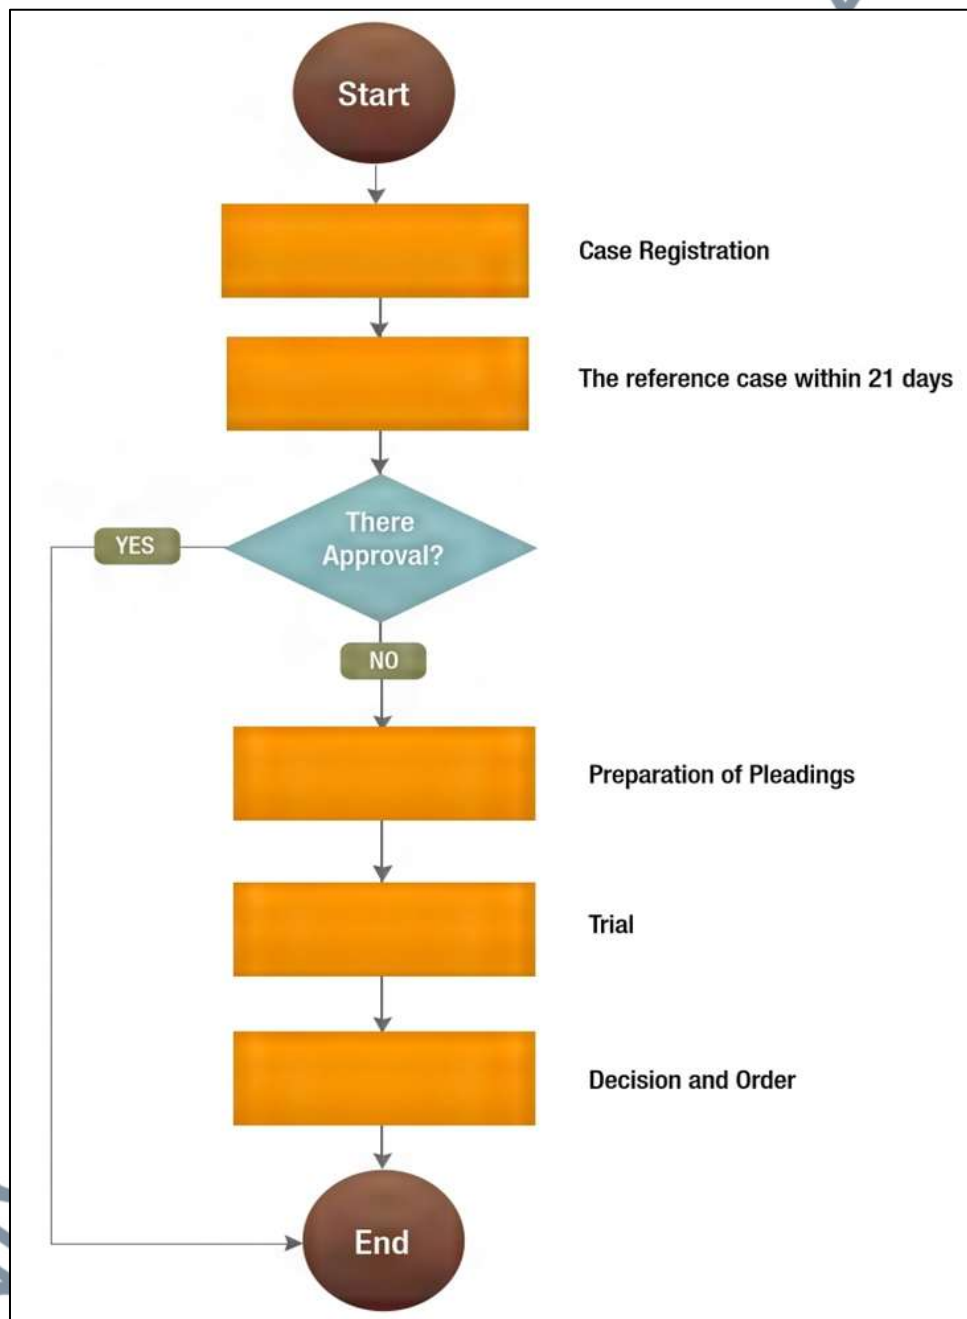 Start
Case Registration
The reference case within 21 days
There
Approval?
YES
NO
Preparation of Pleadings
Trial
Decision and Order
End